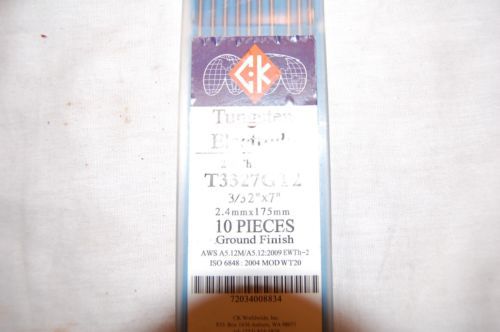 CK
Tungsten
T3327GT2
3/32"x7"
2.4mmx175mm
10 PIECES
Ground Finish
AWS A5.12M/A5.12:2009 EWTh-2
ISO 6848 : 2004 MOD WT20
72034008834
CK Worldwide, Inc.